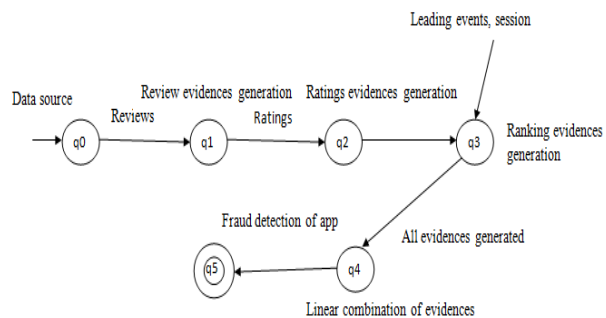 Leading events, session
Data source
Review evidences generation
Ratings evidences generation
Reviews
Ratings
q0
q1
q2
q3
Ranking evidences
generation
Fraud detection of app
All evidences generated
q5
q4
Linear combination of evidences